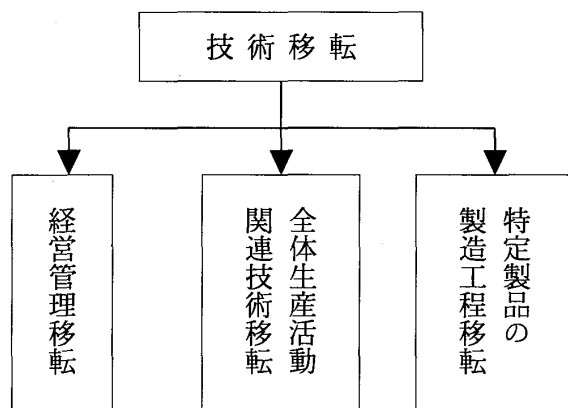 技術移転
経営管理移転
全体生産活動
関連技術移転
特定製品の
製造工程移転